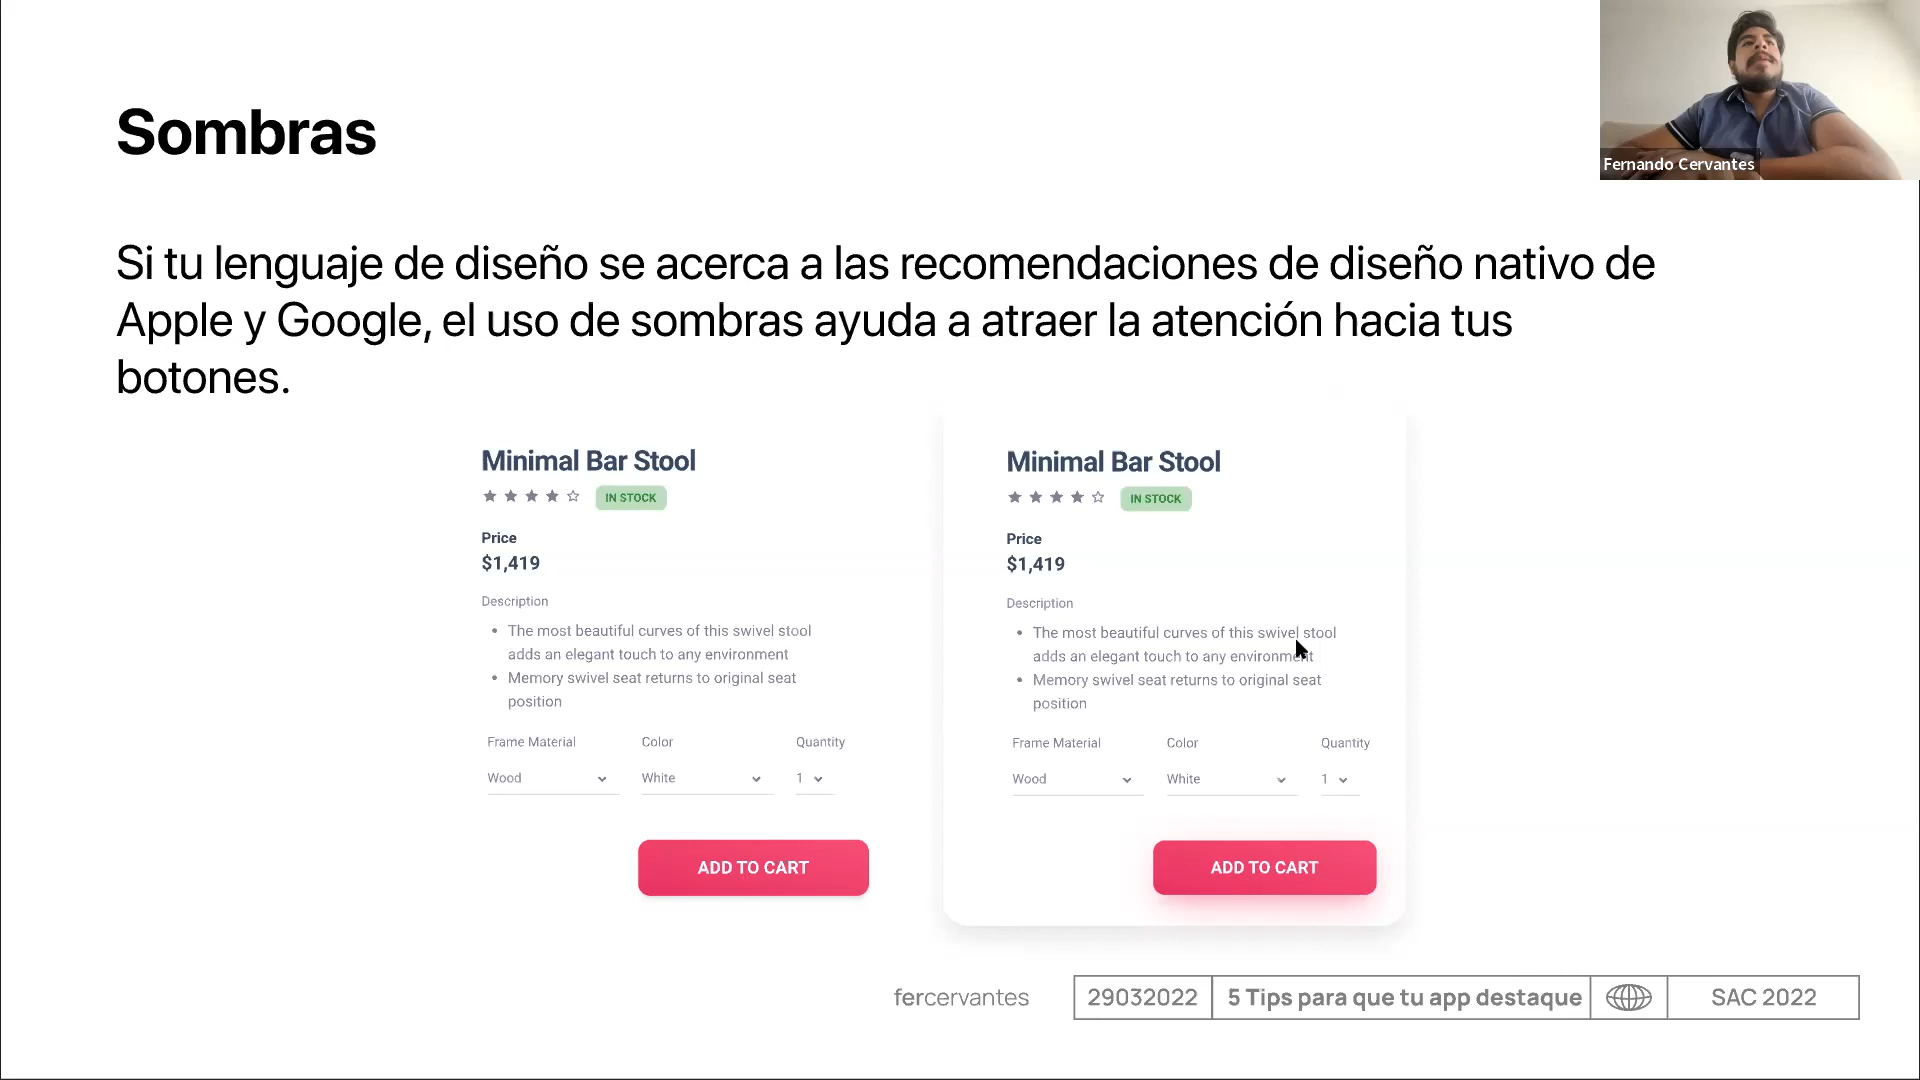 Sombras
Fernando Cervantes
Si tu lenguaje de diseño se acerca a las recomendaciones de diseño nativo de
Apple y Google, el uso de sombras ayuda a atraer la atención hacia tus
botones.
Minimal Bar Stool
IN STOCK
Price
$1,419
Description
• The most beautiful curves of this swivel stool
adds an elegant touch to any environment
• Memory swivel seat returns to original seat
position
Frame Material Color Quantity
Wood White 1
ADD TO CART
Minimal Bar Stool
IN STOCK
Price
$1,419
Description
• The most beautiful curves of this swivel stool
adds an elegant touch to any environment
• Memory swivel seat returns to original seat
position
Frame Material Color Quantity
Wood White 1
ADD TO CART
fercervantes 29032022 5 Tips para que tu app destaque SAC 2022